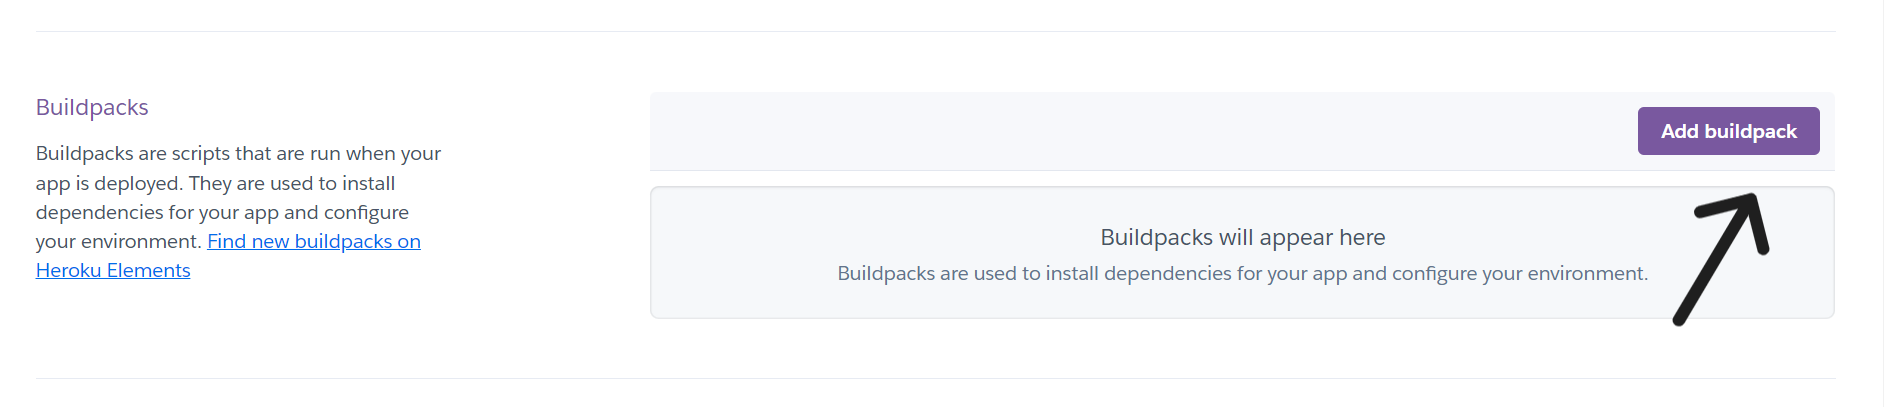 Buildpacks
Buildpacks are scripts that are run when your
app is deployed. They are used to install
dependencies for your app and configure
your environment. Find new buildpacks on
Heroku Elements
Add buildpack
Buildpacks will appear here
Buildpacks are used to install dependencies for your app and configure your environment.